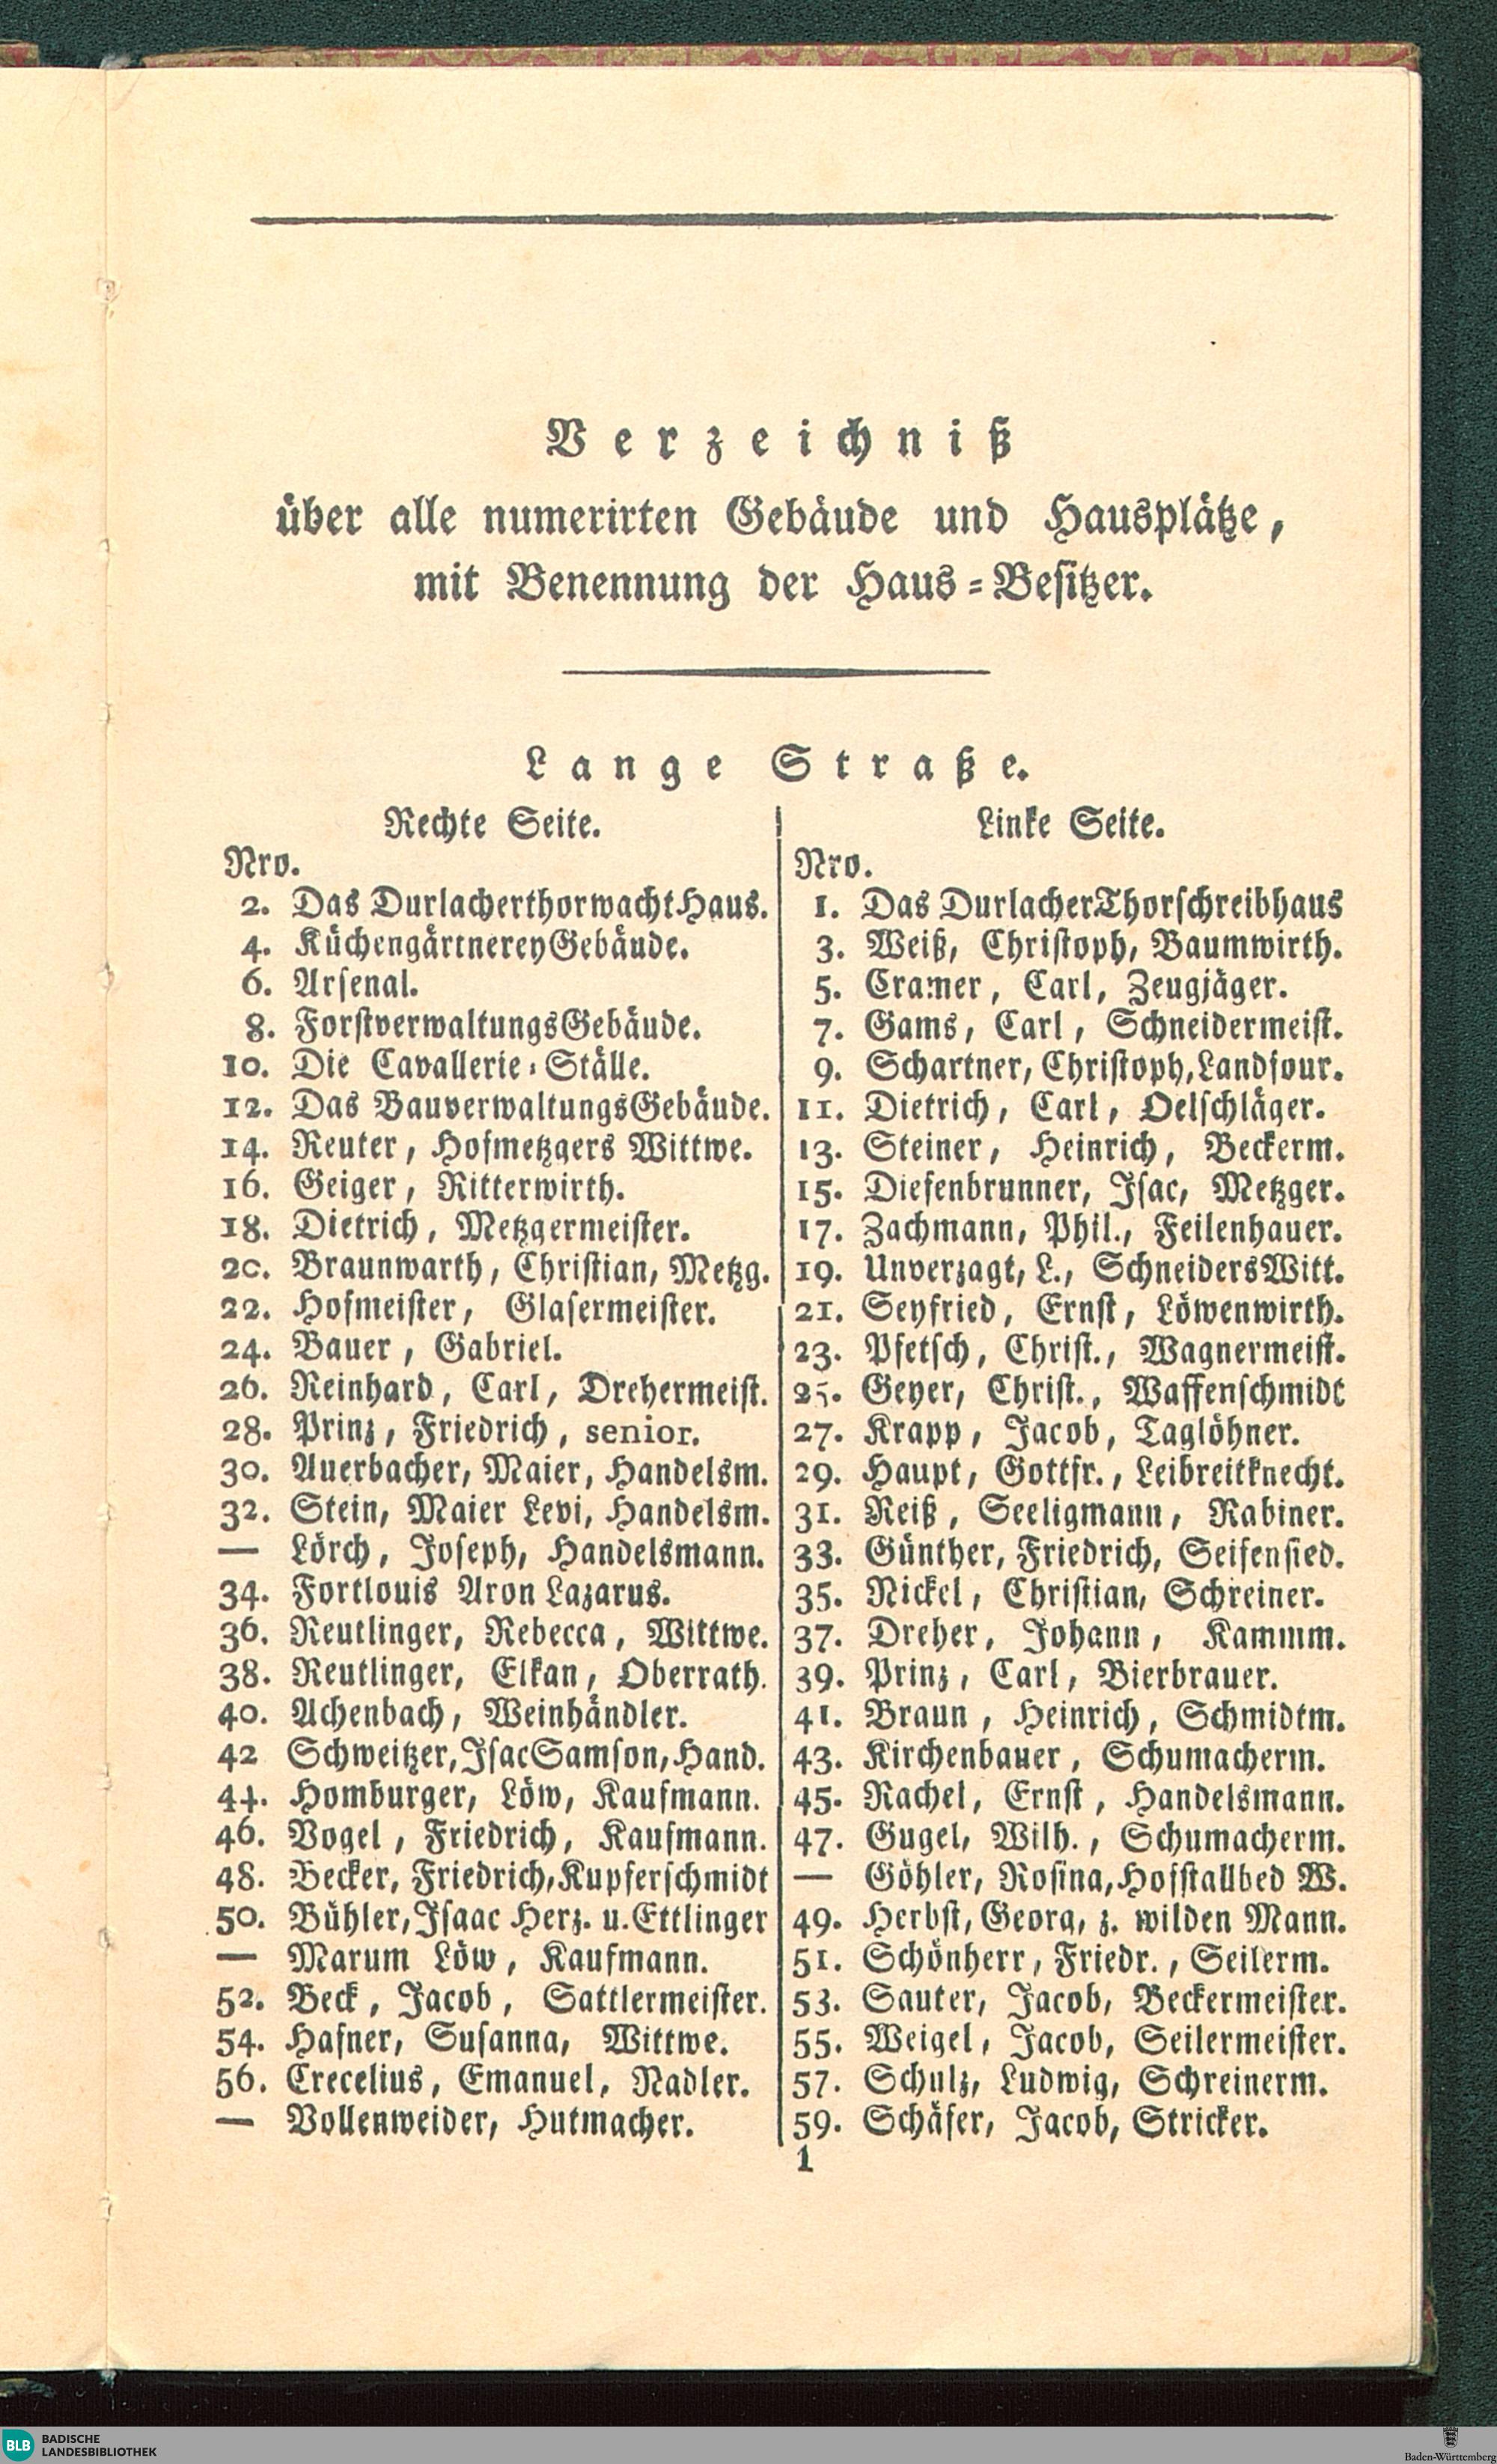 Verzeichniß
über alle numerirten Gebäude und Hausplätze,
mit Benennung der Haus=Besitzer.
Lange Straße.
Rechte Seite.
Nro.
2. Das DurlacherthorwachtHaus.
4. KüchengärtnereyGebäude.
6. Arsenal.
8. ForstverwaltungsGebäude.
10. Die Cavallerie=Ställe.
12. Das BauverwaltungsGebäude.
14. Reuter, Hofmetzgers Wittwe.
16. Geiger, Ritterwirth.
18. Dietrich, Metzgermeister.
20. Braunwarth, Christian, Metzg.
22. Hofmeister, Glasermeister.
24. Bauer, Gabriel.
26. Reinhard, Carl, Drehermeist.
28. Prinz, Friedrich, senior.
30. Auerbacher, Maier, Handelsm.
32. Stein, Maier Levi, Handelsm.
— Lörch, Joseph, Handelsmann.
34. Fortlouis Aron Lazarus.
36. Reutlinger, Rebecca, Wittwe.
38. Reutlinger, Elkan, Oberrath.
40. Achenbach, Weinhändler.
42 Schweitzer, Isac Samson, Hand.
44. Homburger, Löw, Kaufmann.
46. Vogel, Friedrich, Kaufmann.
48. Becker, Friedrich, Kupferschmidt
50. Bühler, Isaac Herz. u. Ettlinger
— Marum Löw, Kaufmann.
52. Beck, Jacob, Sattlermeister.
54. Hafner, Susanna, Wittwe.
56. Crecelius, Emanuel, Nadler.
— Vollenweider, Hutmacher.
Linke Seite.
Nro.
1. Das DurlacherThorschreibhaus
3. Weiß, Christoph, Baumwirth.
5. Cramer, Carl, Zeugjäger.
7. Gams, Carl, Schneidermeist.
9. Schartner, Christoph, Landfour.
11. Dietrich, Carl, Oelschläger.
13. Steiner, Heinrich, Beckerm.
15. Diefenbrunner, Isac, Metzger.
17. Zachmann, Phil., Feilenhauer.
19. Unverzagt, L., SchneidersWitt.
21. Seyfried, Ernst, Löwenwirth.
23. Pfetsch, Christ., Wagnermeist.
25. Geyer, Christ., Waffenschmidt
27. Krapp, Jacob, Taglöhner.
29. Haupt, Gottfr., Leibreitknecht.
31. Reiß, Seeligmann, Rabiner.
33. Günther, Friedrich, Seifensied.
35. Nickel, Christian, Schreiner.
37. Dreher, Johann, Kammm.
39. Prinz, Carl, Bierbrauer.
41. Braun, Heinrich, Schmidtm.
43. Kirchenbauer, Schumacherm.
45. Rachel, Ernst, Handelsmann.
47. Gugel, Wilh., Schumacherm.
— Göhler, Rosina, Hofstallbed W.
49. Herbst, Georg, z. wilden Mann.
51. Schönherr, Friedr., Seilerm.
53. Sauter, Jacob, Beckermeister.
55. Weigel, Jacob, Seilermeister.
57. Schulz, Ludwig, Schreinerm.
59. Schäfer, Jacob, Stricker.
1
BLB BADISCHE
LANDESBIBLIOTHEK
Baden-Württemberg